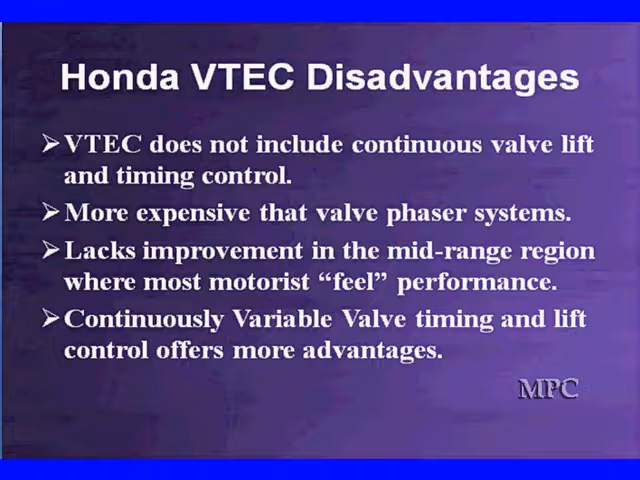 Honda VTEC Disadvantages
➢VTEC does not include continuous valve lift
and timing control.
➢More expensive that valve phaser systems.
➢Lacks improvement in the mid-range region
where most motorist “feel” performance.
➢Continuously Variable Valve timing and lift
control offers more advantages.
MPC